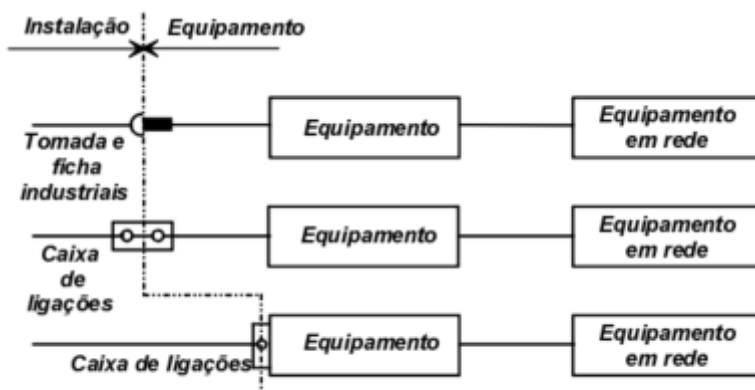 Instalação Equipamento
Equipamento
Equipamento
em rede
Tomada e
ficha
industriais
Equipamento
Equipamento
em rede
Caixa
de
ligações
Equipamento
Equipamento
em rede
Caixa de ligações